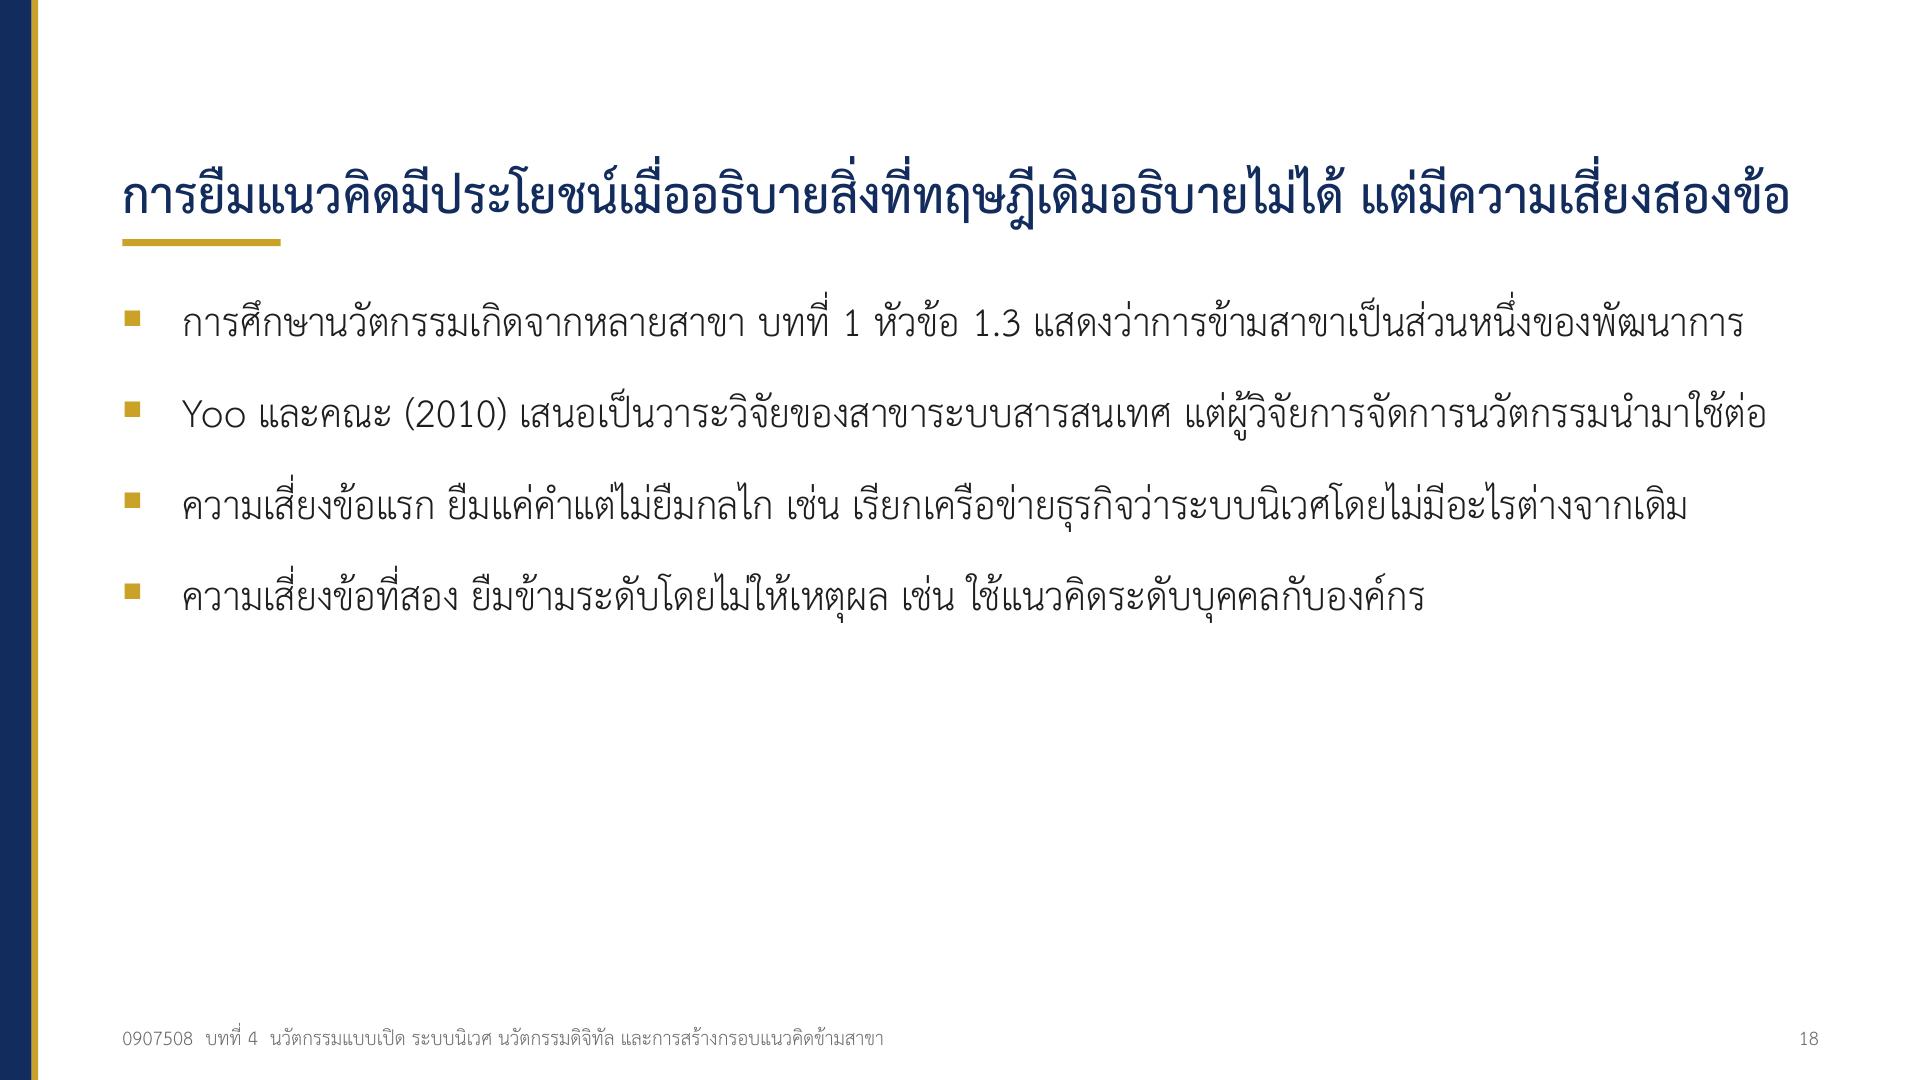 การยืมแนวคิดมีประโยชน์เมื่ออธิบายสิ่งที่ทฤษฎีเดิมอธิบายไม่ได้ แต่มีความเสี่ยงสองข้อ
▪ การศึกษานวัตกรรมเกิดจากหลายสาขา บทที่ 1 หัวข้อ 1.3 แสดงว่าการข้ามสาขาเป็นส่วนหนึ่งของพัฒนาการ
▪ Yoo และคณะ (2010) เสนอเป็นวาระวิจัยของสาขาระบบสารสนเทศ แต่ผู้วิจัยการจัดการนวัตกรรมนำมาใช้ต่อ
▪ ความเสี่ยงข้อแรก ยืมแค่คำแต่ไม่ยืมกลไก เช่น เรียกเครือข่ายธุรกิจว่าระบบนิเวศโดยไม่มีอะไรต่างจากเดิม
▪ ความเสี่ยงข้อที่สอง ยืมข้ามระดับโดยไม่ให้เหตุผล เช่น ใช้แนวคิดระดับบุคคลกับองค์กร
0907508 บทที่ 4 นวัตกรรมแบบเปิด ระบบนิเวศ นวัตกรรมดิจิทัล และการสร้างกรอบแนวคิดข้ามสาขา
18